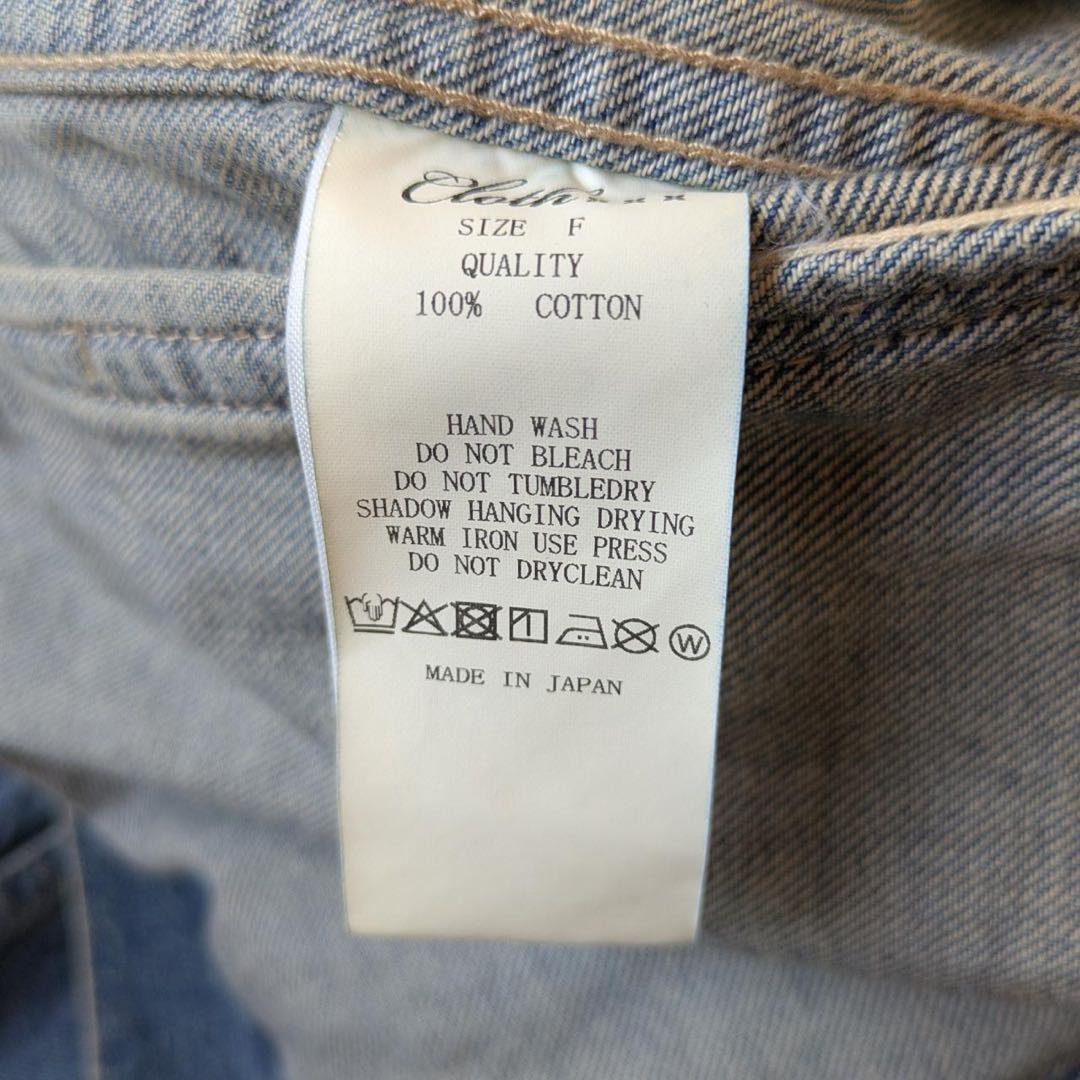 Cloth...
SIZE F
QUALITY
100% COTTON
HAND WASH
DO NOT BLEACH
DO NOT TUMBLEDRY
SHADOW HANGING DRYING
WARM IRON USE PRESS
DO NOT DRYCLEAN
W
MADE IN JAPAN